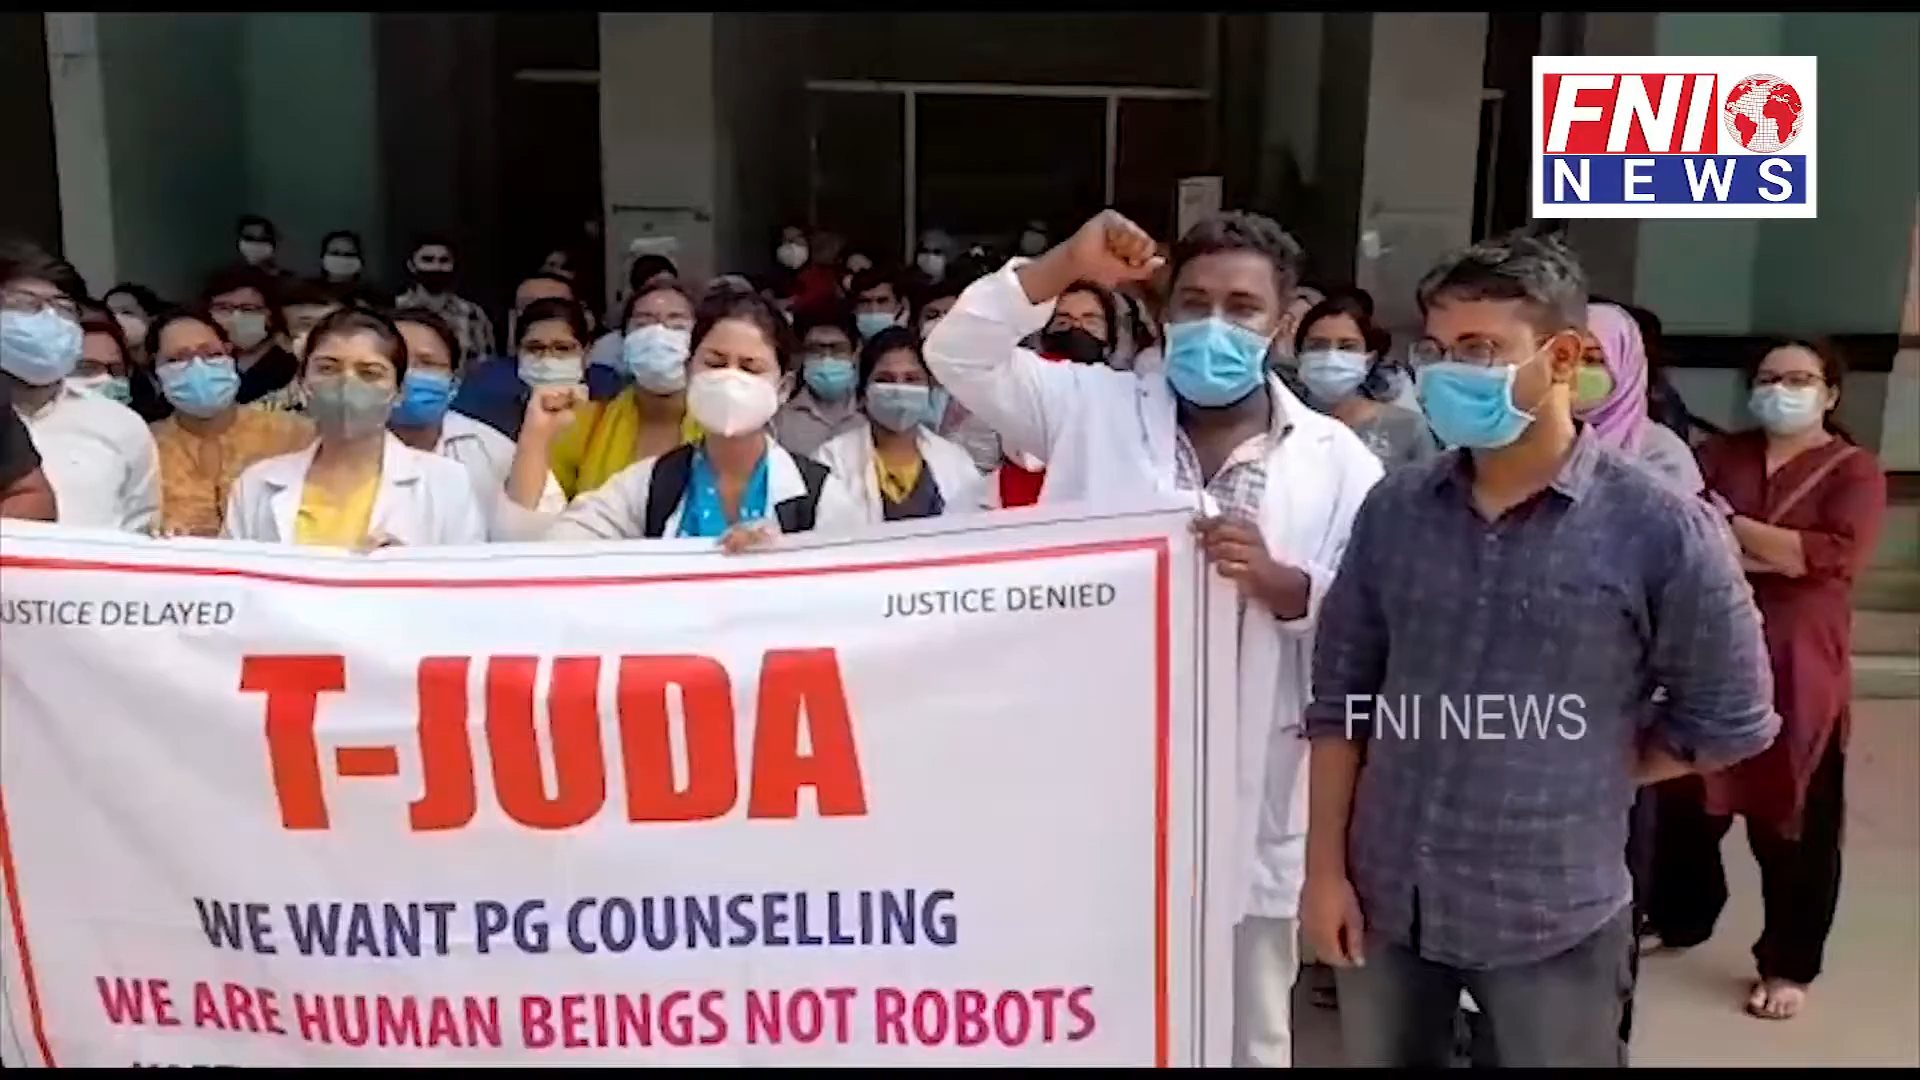 FNI
NEWS
USTICE DELAYED
JUSTICE DENIED
T-JUDA
FNI NEWS
WE WANT PG COUNSELLING
WE ARE HUMAN BEINGS NOT ROBOTS